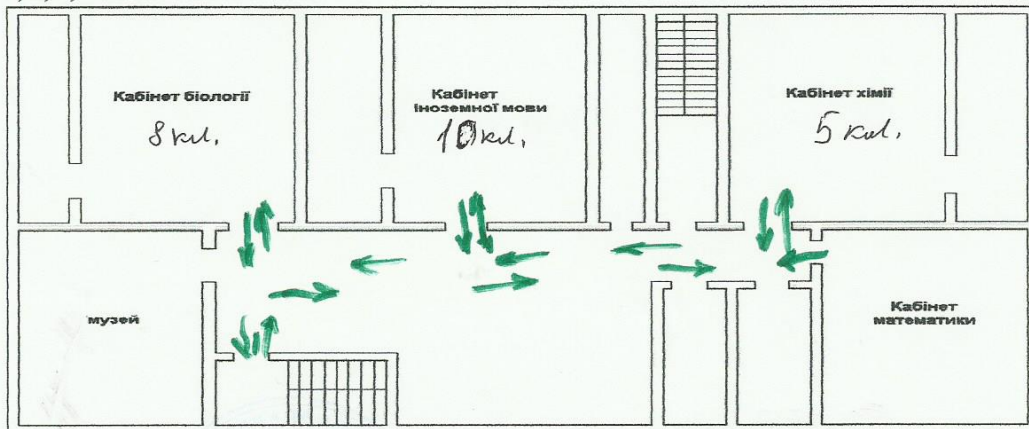 Кабінет біології
8 кл.
Кабінет
іноземної мови
10 кл.
Кабінет хімії
5 кл.
музей
Кабінет
математики